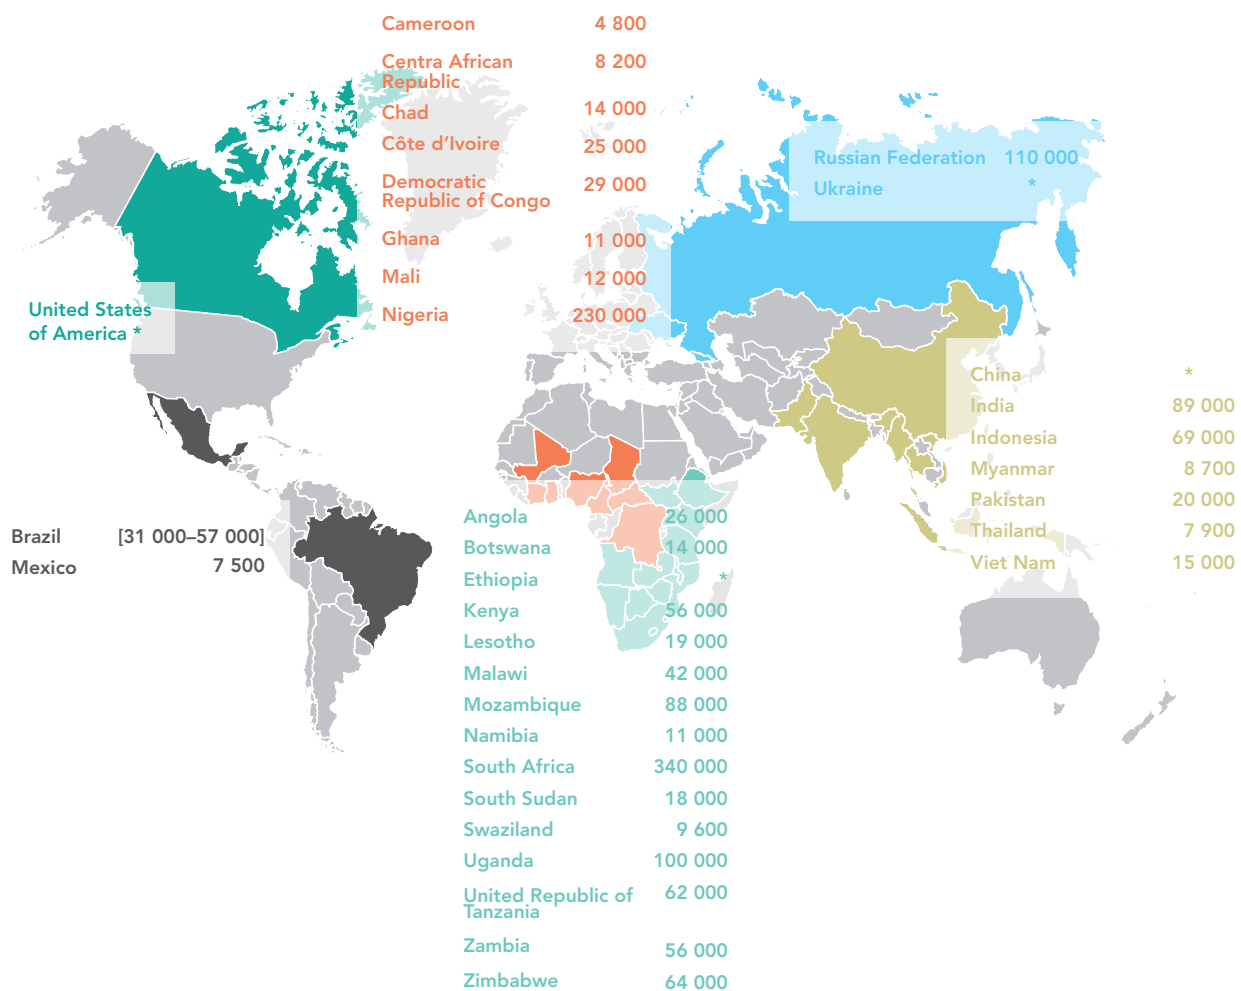 Cameroon 4 800
Centra African
Republic 8 200
Chad 14 000
Côte d’Ivoire 25 000
Democratic
Republic of Congo 29 000
Ghana 11 000
Mali 12 000
Nigeria 230 000
Russian Federation 110 000
Ukraine *
United States
of America *
China *
India 89 000
Indonesia 69 000
Myanmar 8 700
Pakistan 20 000
Thailand 7 900
Viet Nam 15 000
Brazil [31 000–57 000]
Mexico 7 500
Angola 26 000
Botswana 14 000
Ethiopia *
Kenya 56 000
Lesotho 19 000
Malawi 42 000
Mozambique 88 000
Namibia 11 000
South Africa 340 000
South Sudan 18 000
Swaziland 9 600
Uganda 100 000
United Republic of 62 000
Tanzania
Zambia 56 000
Zimbabwe 64 000